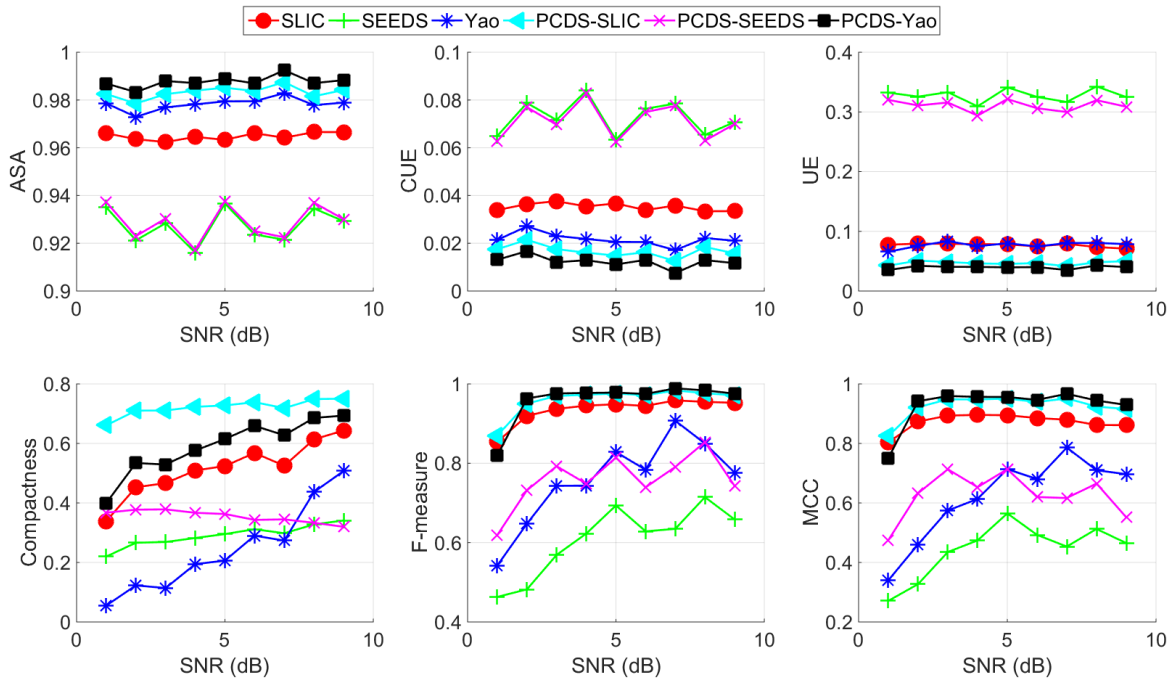 SLIC SEEDS Yao PCDS-SLIC PCDS-SEEDS PCDS-Yao
1
0.98
0.96
0.94
0.92
0.9
ASA
0 5 10
SNR (dB)
0.1
0.08
0.06
0.04
0.02
0
CUE
0 5 10
SNR (dB)
0.4
0.3
0.2
0.1
0
UE
0 5 10
SNR (dB)
0.8
0.6
0.4
0.2
0
Compactness
0 5 10
SNR (dB)
1
0.8
0.6
0.4
F-measure
0 5 10
SNR (dB)
1
0.8
0.6
0.4
0.2
MCC
0 5 10
SNR (dB)